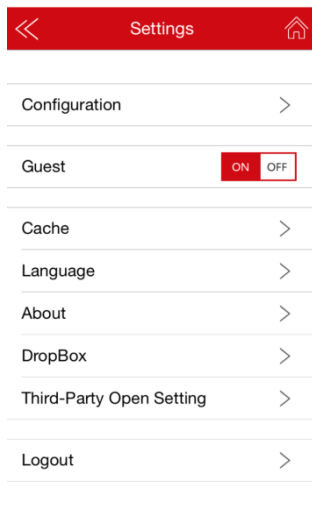 Settings
Configuration
Guest ON OFF
Cache
Language
About
DropBox
Third-Party Open Setting
Logout